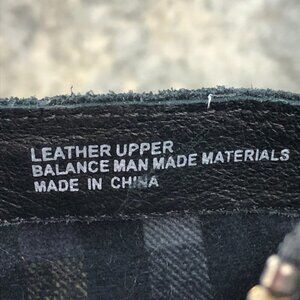 LEATHER UPPER
BALANCE MAN MADE MATERIALS
MADE IN CHINA